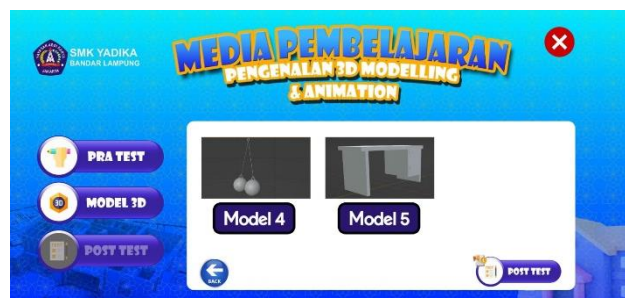 SMK YADIKA
BANDAR LAMPUNG
MEDIA PEMBELAJARAN
PENGENALAN 3D MODELLING
& ANIMATION
PRA TEST
3D
MODEL 3D
POST TEST
Model 4
Model 5
BACK
POST TEST